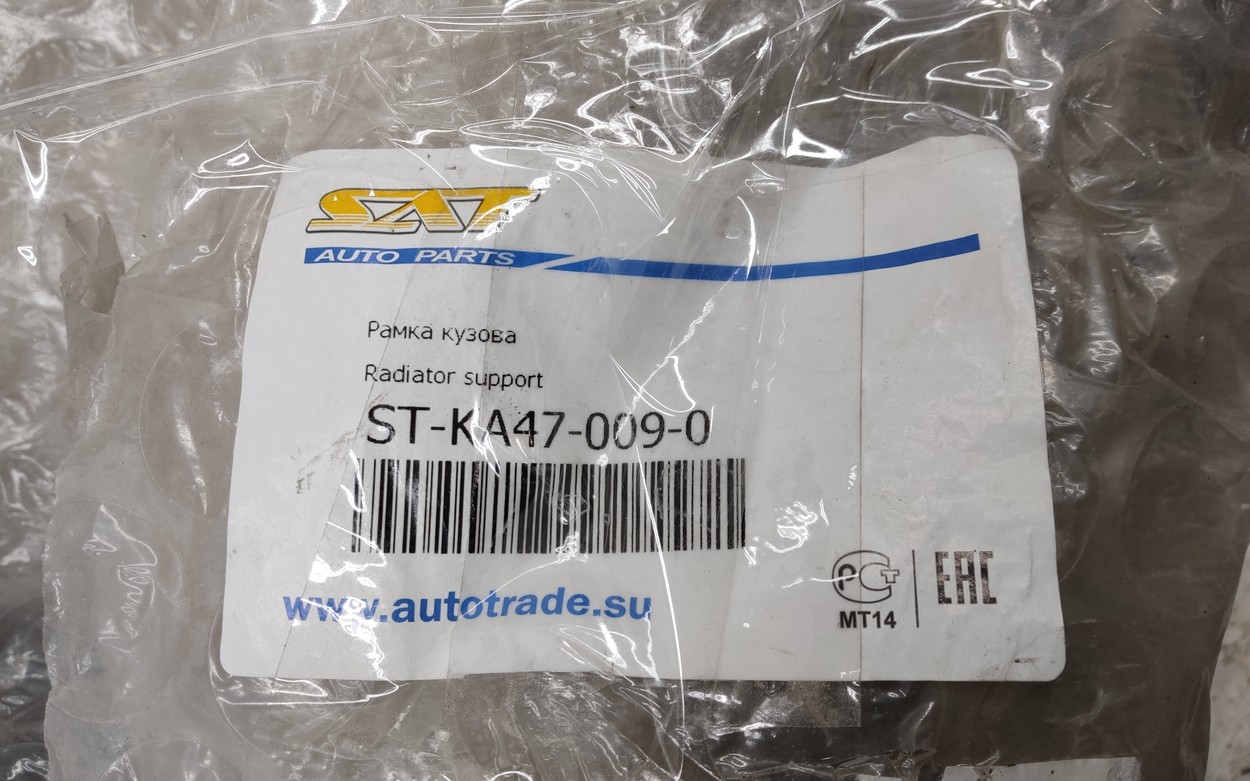 SAT
AUTO PARTS
Рамка кузова
Radiator support
ST-KA47-009-0
www.autotrade.su
РСТ
МТ14
EAC